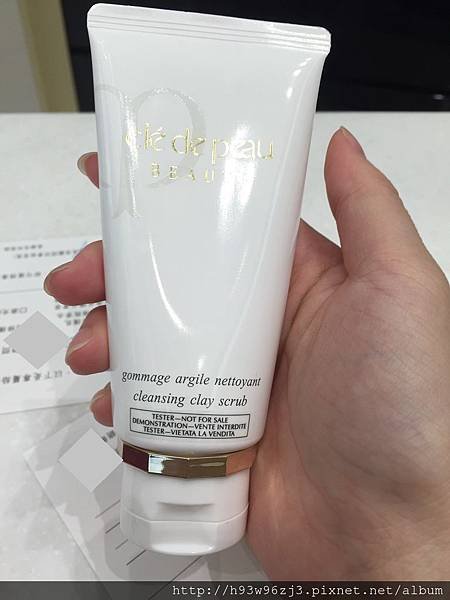 clé de peau
BEAU
gommage argile nettoyant
cleansing clay scrub
TESTER—NOT FOR SALE
DEMONSTRATION—VENTE INTERDITE
TESTER—VIETATA LA VENDITA
http://h93w96zj3.pixnet.net/album